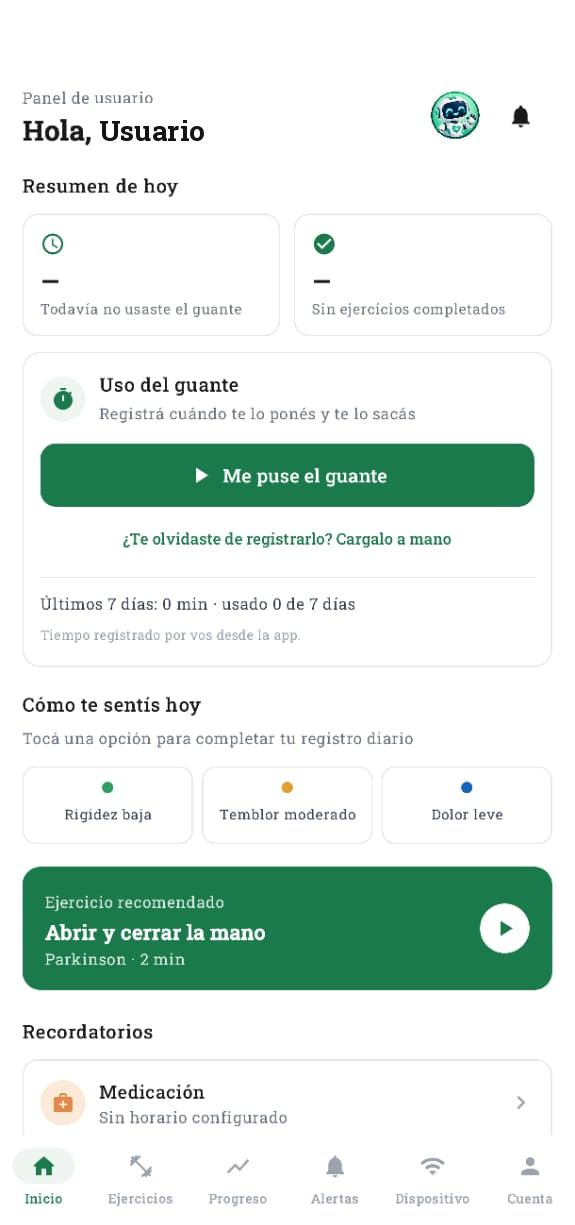 Panel de usuario
Hola, Usuario
Resumen de hoy
—
Todavía no usaste el guante
—
Sin ejercicios completados
Uso del guante
Registrá cuándo te lo ponés y te lo sacás
Me puse el guante
¿Te olvidaste de registrarlo? Cargalo a mano
Últimos 7 días: 0 min · usado 0 de 7 días
Tiempo registrado por vos desde la app.
Cómo te sentís hoy
Tocá una opción para completar tu registro diario
Rigidez baja
Temblor moderado
Dolor leve
Ejercicio recomendado
Abrir y cerrar la mano
Parkinson · 2 min
Recordatorios
Medicación
Sin horario configurado
Inicio
Ejercicios
Progreso
Alertas
Dispositivo
Cuenta